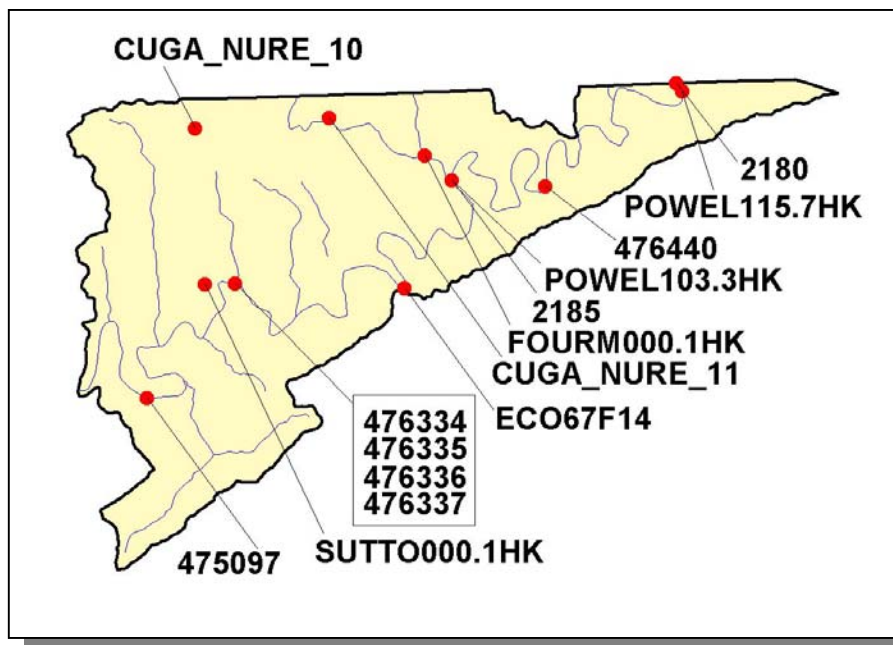 CUGA_NURE_10
2180
POWEL115.7HK
476440
POWEL103.3HK
2185
FOURM000.1HK
CUGA_NURE_11
ECO67F14
476334
476335
476336
476337
SUTTO000.1HK
475097